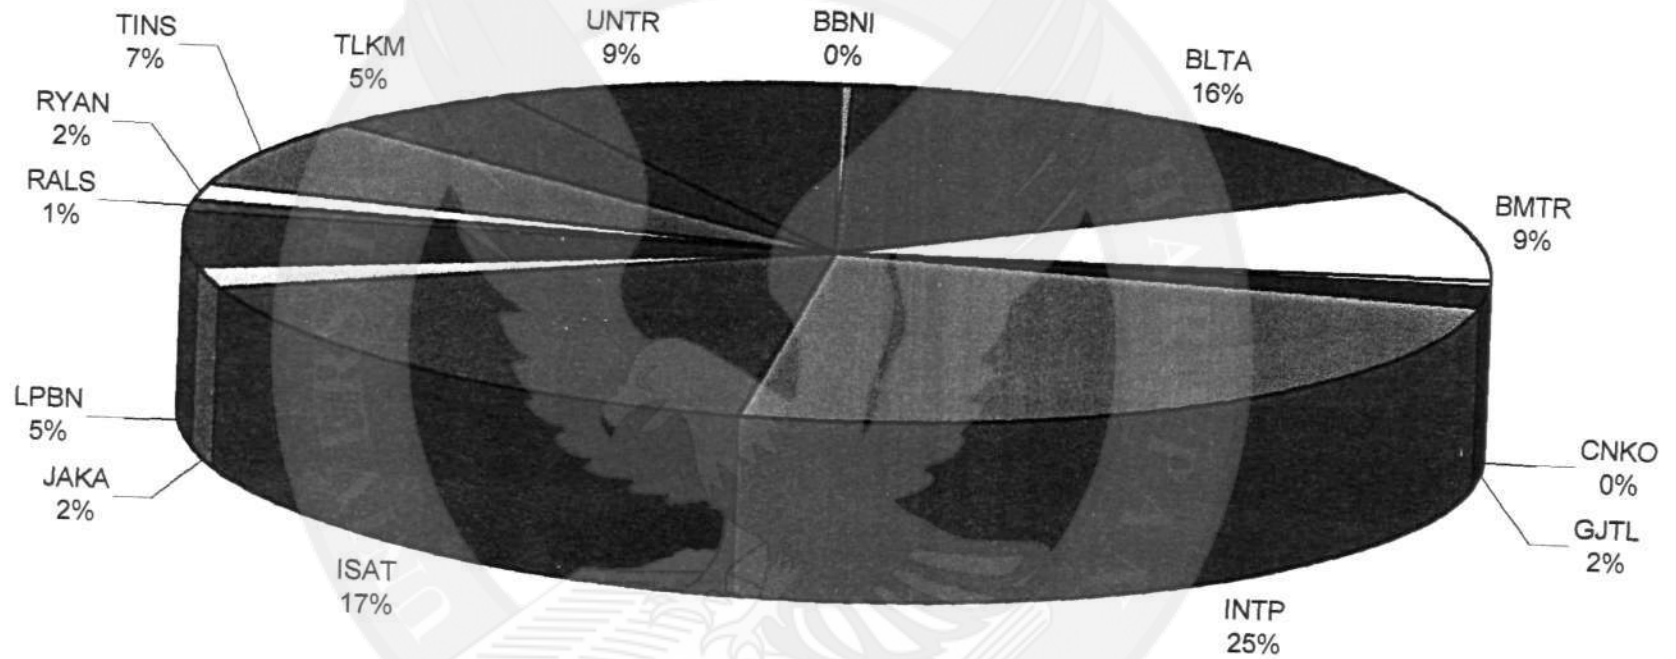 UNTR
9%
BBNI
0%
BLTA
16%
BMTR
9%
CNKO
0%
GJTL
2%
INTP
25%
ISAT
17%
JAKA
2%
LPBN
5%
RALS
1%
RYAN
2%
TINS
7%
TLKM
5%